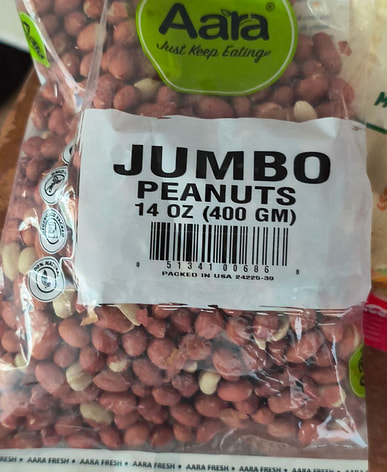 Aara®
Just Keep Eating®
JUMBO
PEANUTS
14 OZ (400 GM)
8 51341 00686 8
PACKED IN USA 24225-39
FRESH • AARA FRESH • AARA FRESH • AARA FRESH • AARA FRESH • AARA FRESH •